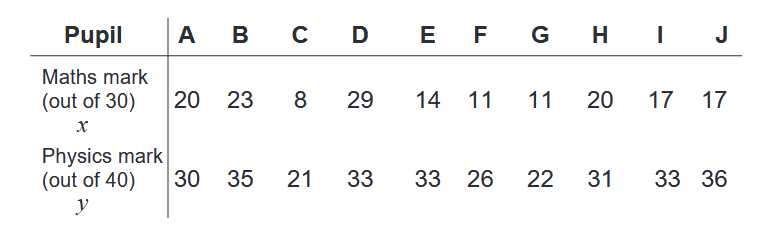 Pupil A B C D E F G H I J
Maths mark
(out of 30) 20 23 8 29 14 11 11 20 17 17
x
Physics mark
(out of 40) 30 35 21 33 33 26 22 31 33 36
y